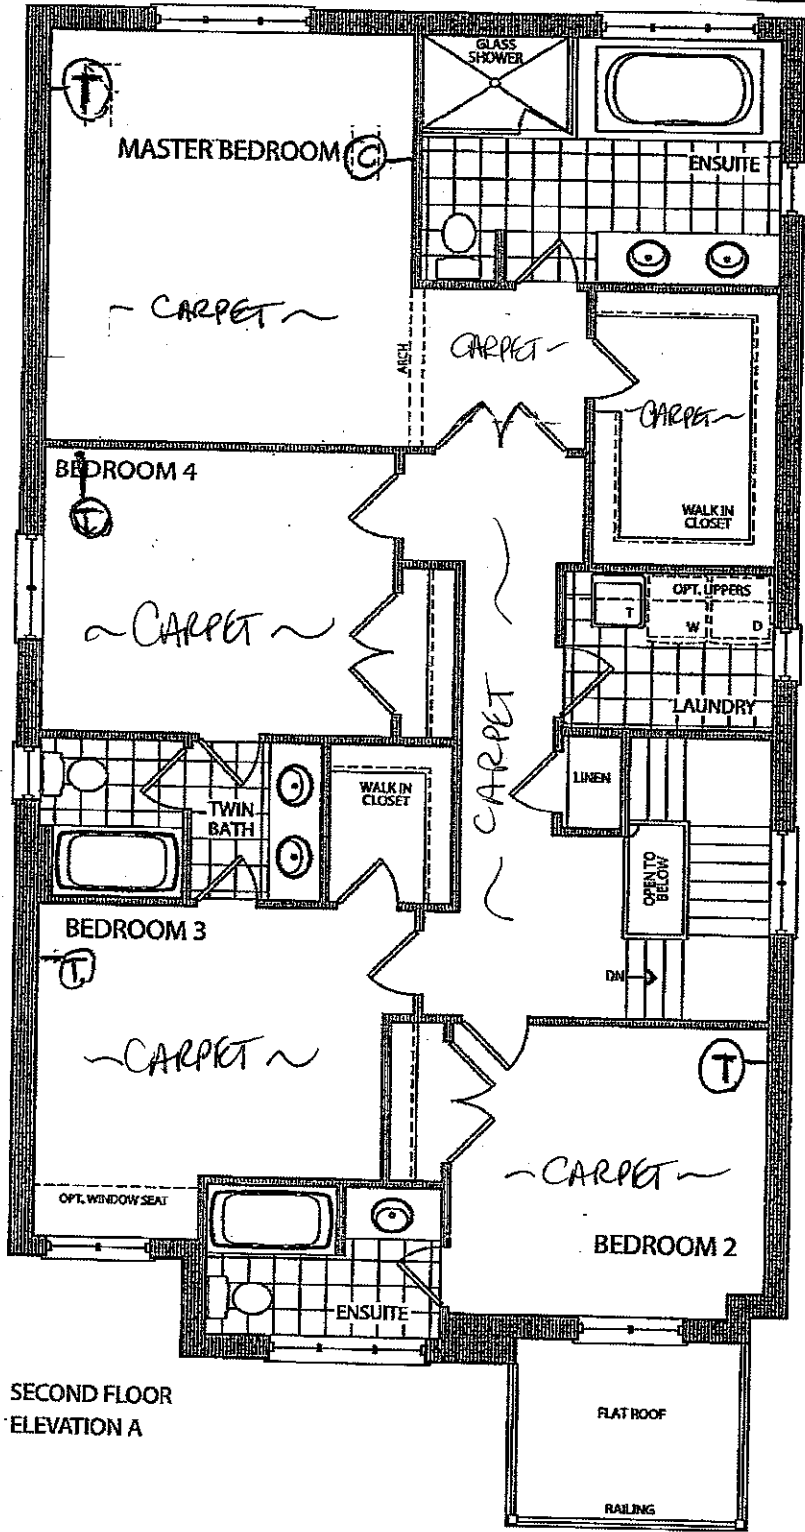 GLASS
SHOWER
T
MASTER BEDROOM
C
ENSUITE
~ CARPET ~
ARCH
CARPET ~
~ CARPET ~
WALK IN
CLOSET
BEDROOM 4
T
~ CARPET ~
OPT. UPPERS
T
W
D
LAUNDRY
~ CARPET ~
LINEN
TWIN
BATH
WALK IN
CLOSET
OPEN TO
BELOW
DN
BEDROOM 3
T
~ CARPET ~
T
~ CARPET ~
BEDROOM 2
OPT. WINDOW SEAT
ENSUITE
SECOND FLOOR
ELEVATION A
FLAT ROOF
RAILING